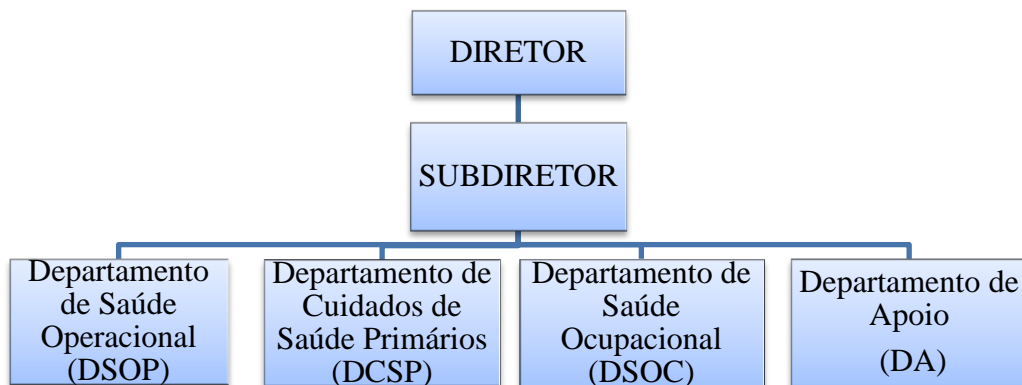 DIRETOR
SUBDIRETOR
Departamento
de Saúde
Operacional
(DSOP)
Departamento de
Cuidados de
Saúde Primários
(DCSP)
Departamento de
Saúde
Ocupacional
(DSOC)
Departamento de
Apoio
(DA)